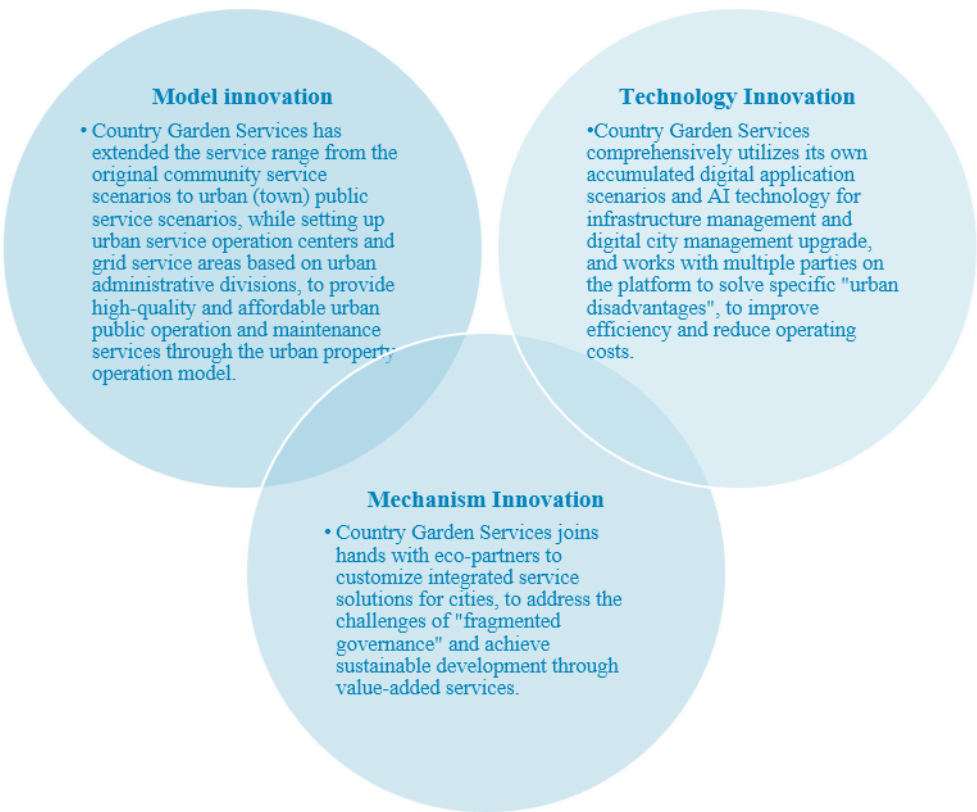 Model innovation
• Country Garden Services has
extended the service range from the
original community service
scenarios to urban (town) public
service scenarios, while setting up
urban service operation centers and
grid service areas based on urban
administrative divisions, to provide
high-quality and affordable urban
public operation and maintenance
services through the urban property
operation model.
Technology Innovation
•Country Garden Services
comprehensively utilizes its own
accumulated digital application
scenarios and AI technology for
infrastructure management and
digital city management upgrade,
and works with multiple parties on
the platform to solve specific "urban
disadvantages", to improve
efficiency and reduce operating
costs.
Mechanism Innovation
• Country Garden Services joins
hands with eco-partners to
customize integrated service
solutions for cities, to address the
challenges of "fragmented
governance" and achieve
sustainable development through
value-added services.